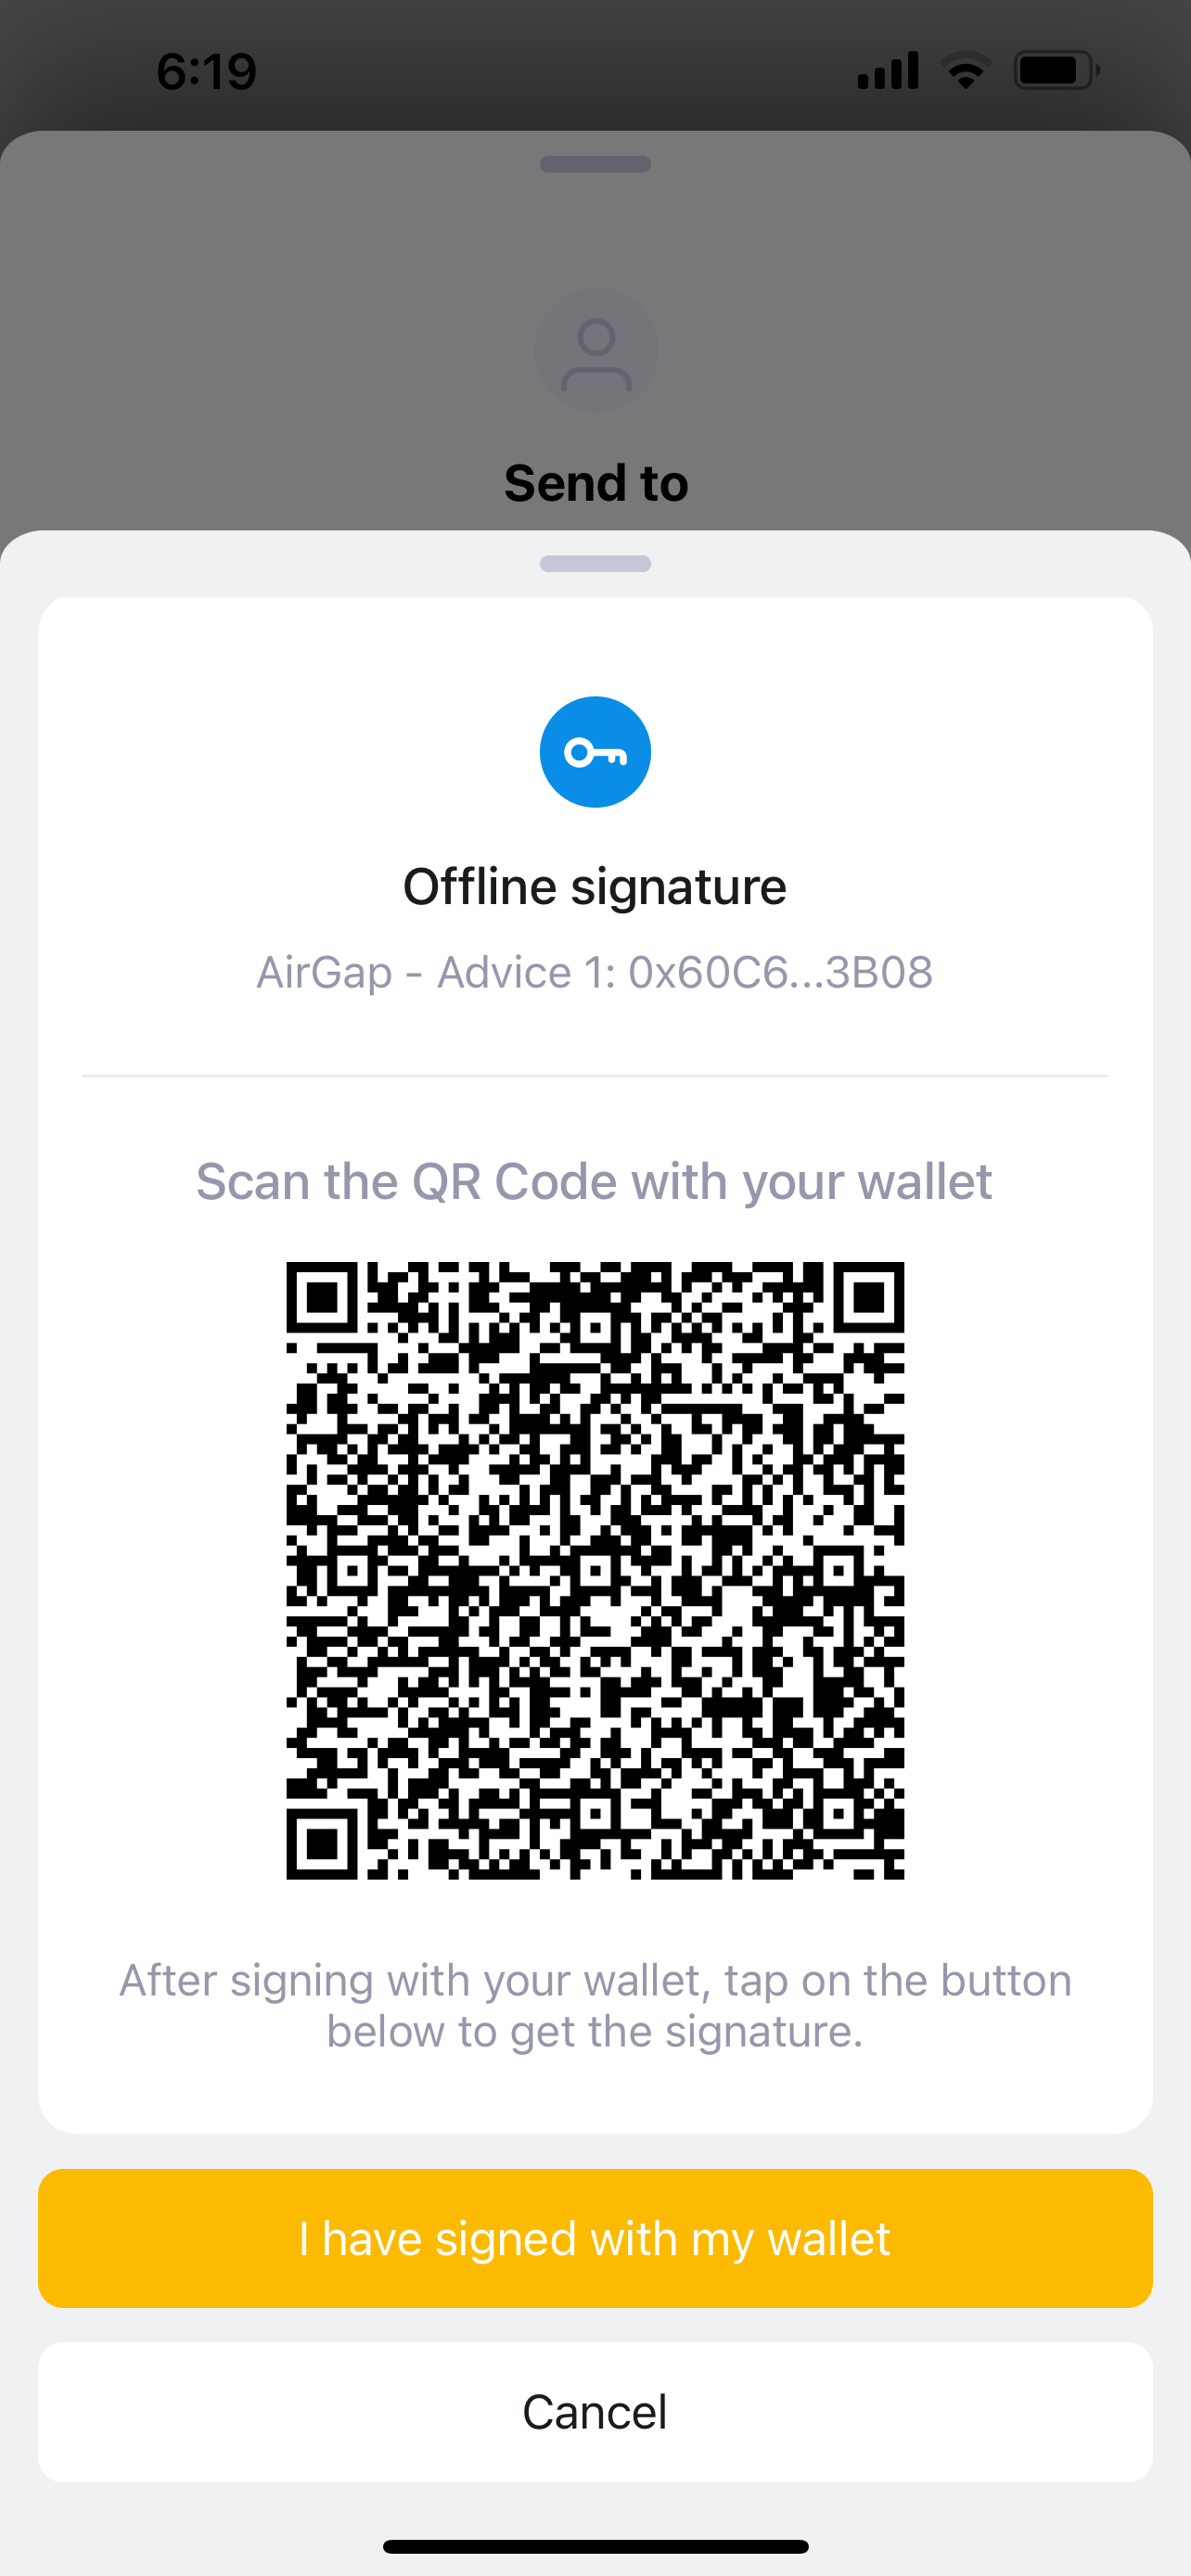 6:19
Send to
Offline signature
AirGap - Advice 1: 0x60C6...3B08
Scan the QR Code with your wallet
After signing with your wallet, tap on the button
below to get the signature.
I have signed with my wallet
Cancel